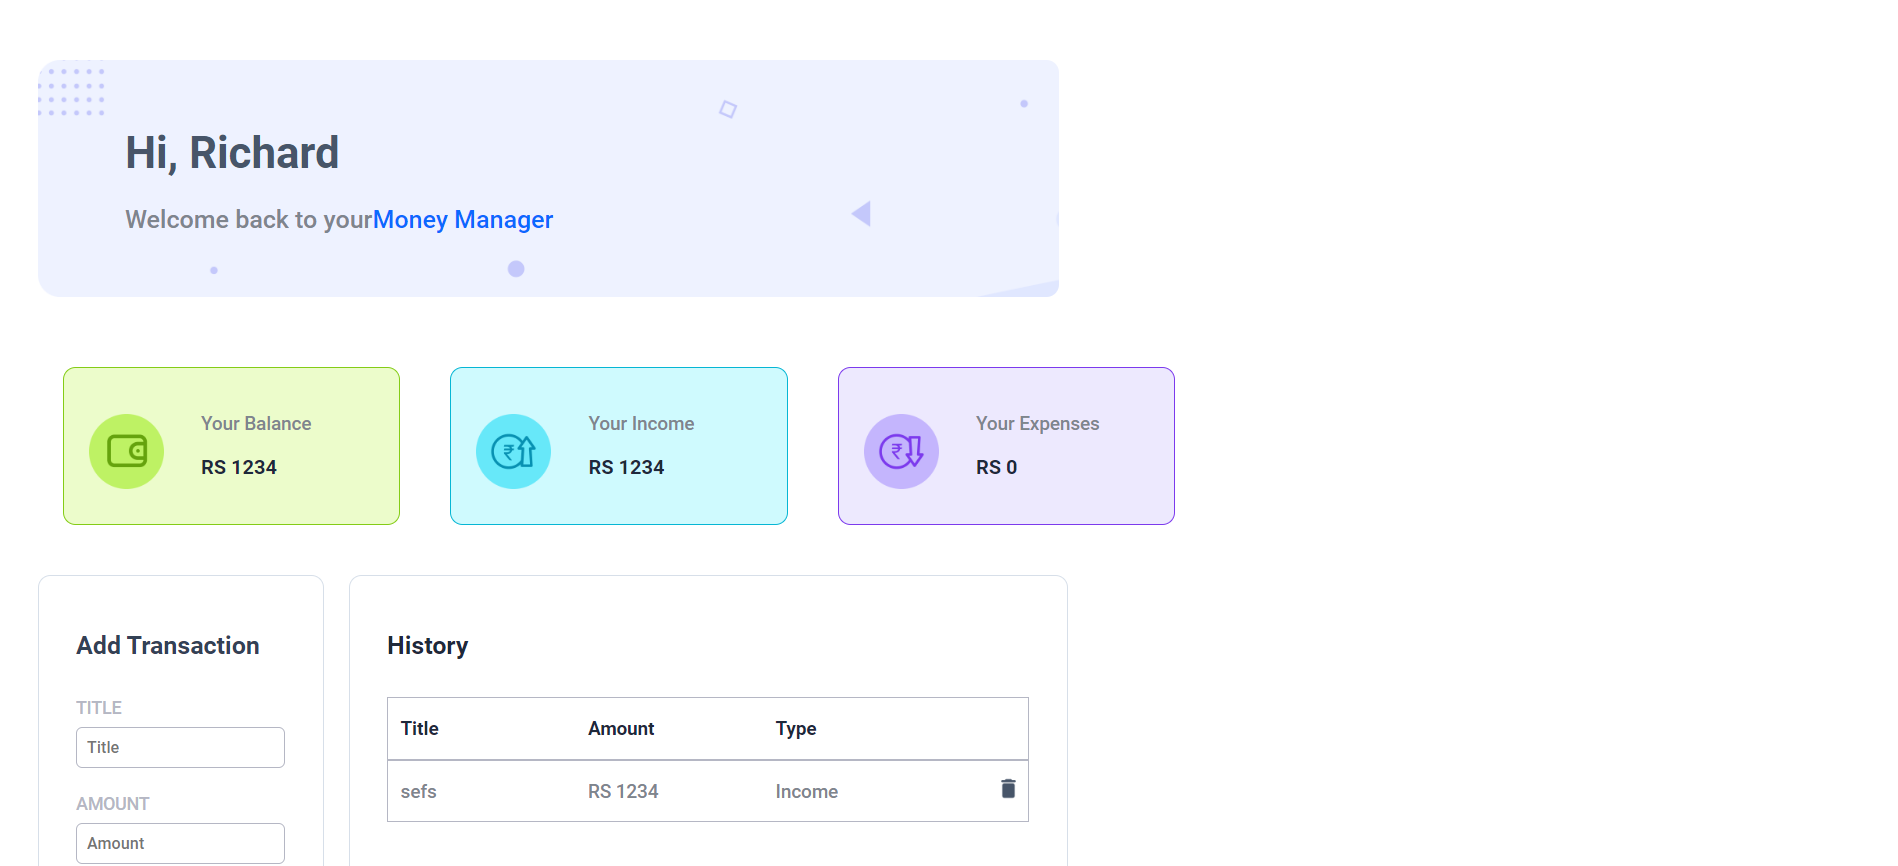 Hi, Richard
Welcome back to yourMoney Manager
Your Balance
RS 1234
Your Income
RS 1234
Your Expenses
RS 0
Add Transaction
TITLE
Title
AMOUNT
Amount
History
Title Amount Type
sefs RS 1234 Income